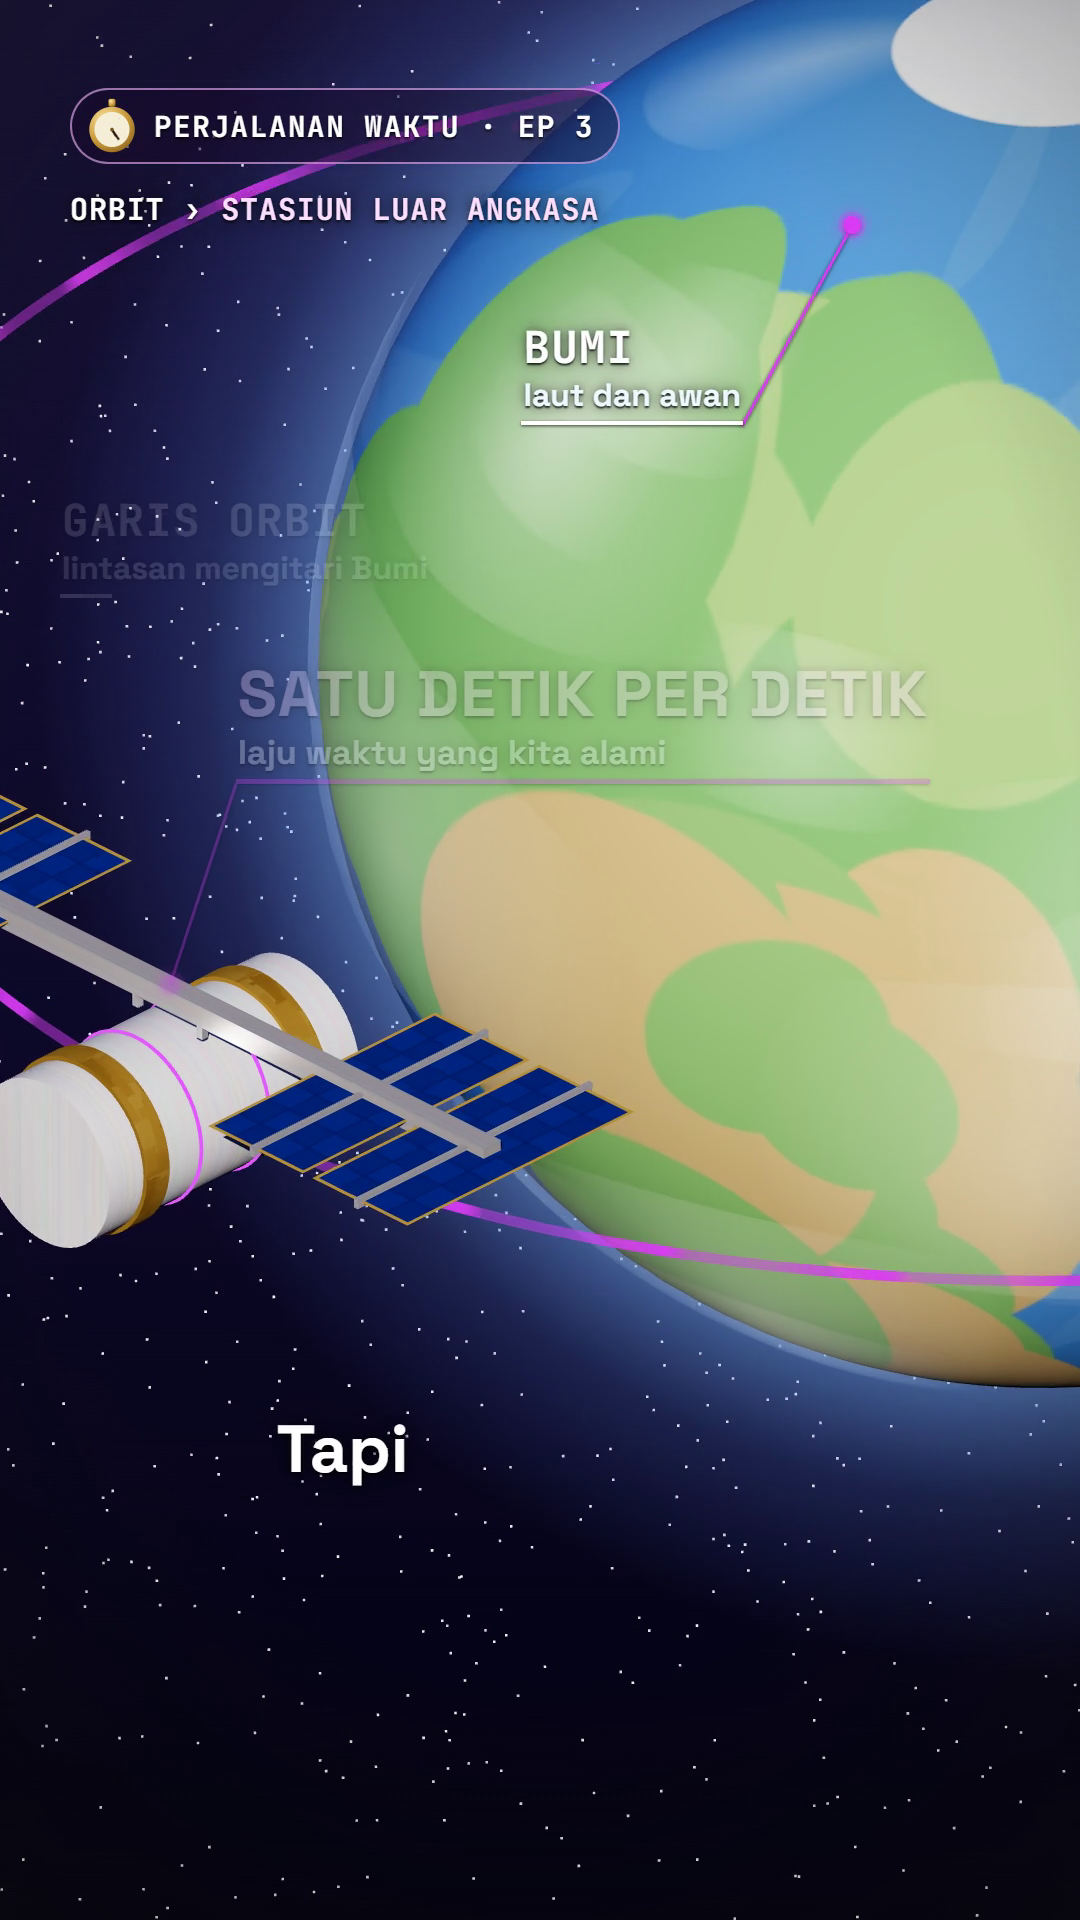 PERJALANAN WAKTU · EP 3
ORBIT › STASIUN LUAR ANGKASA
BUMI
laut dan awan
GARIS ORBIT
lintasan mengitari Bumi
SATU DETIK PER DETIK
laju waktu yang kita alami
Tapi